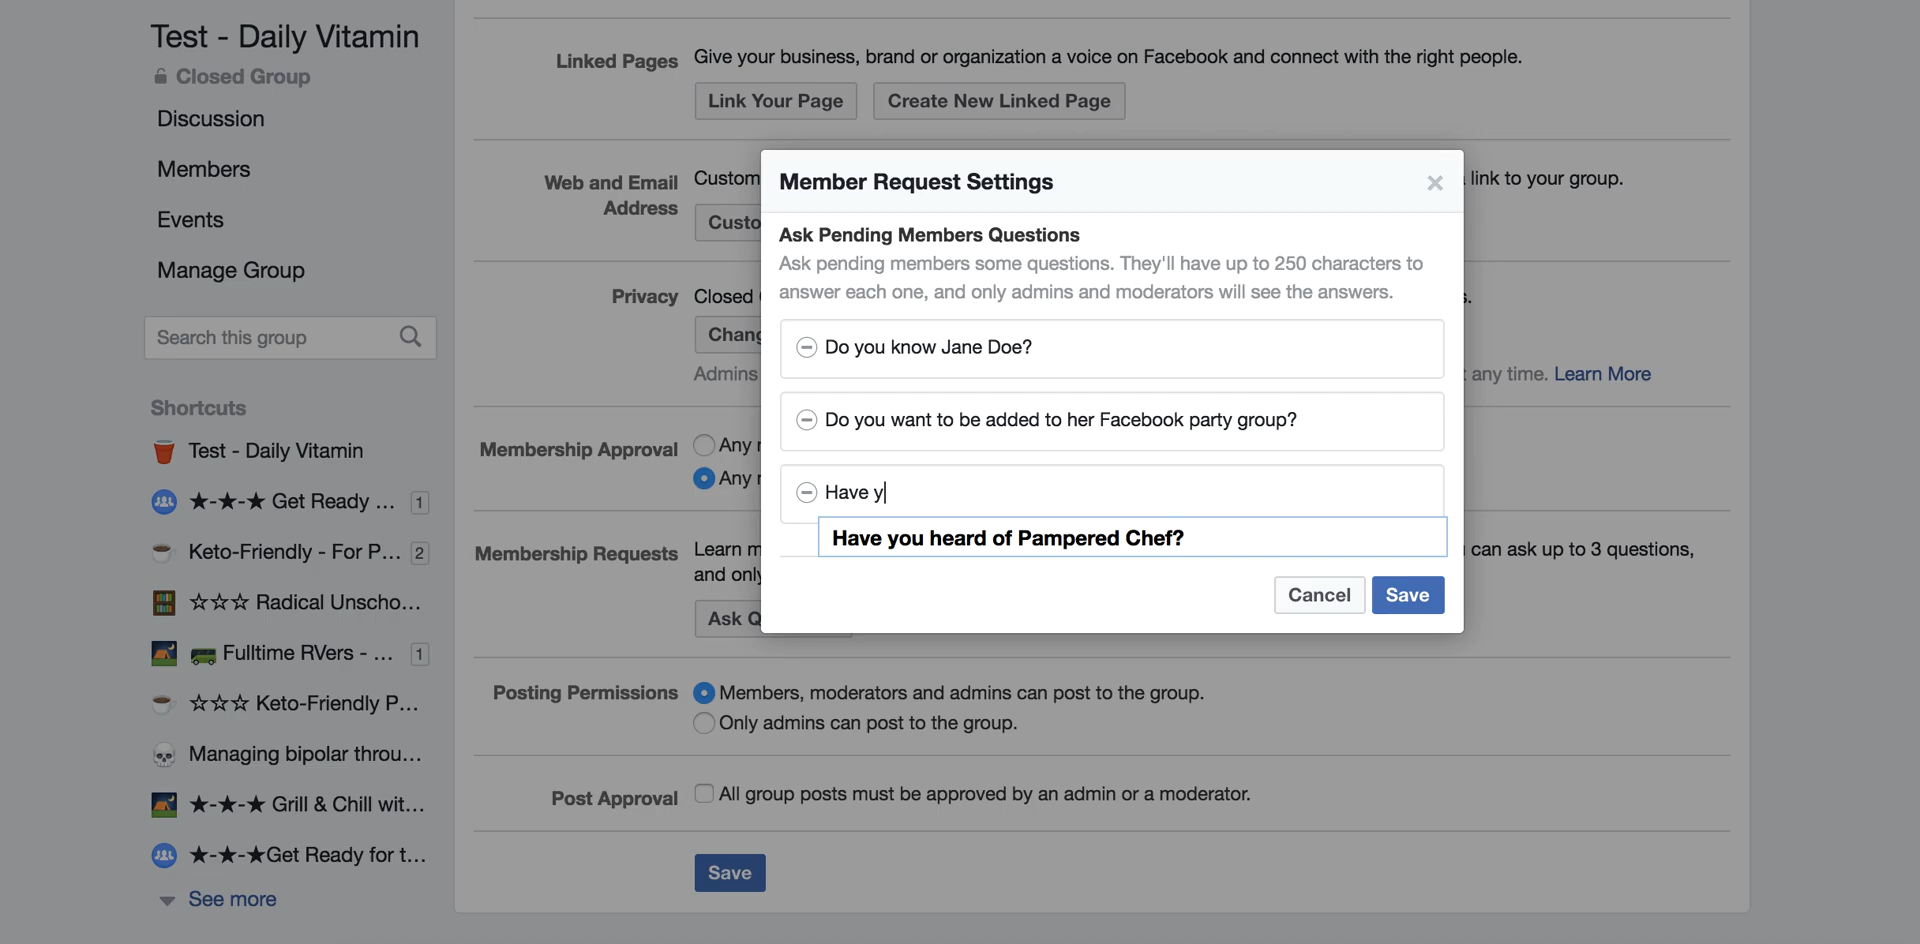 Test - Daily Vitamin
Closed Group
Discussion
Members
Events
Manage Group
Search this group
Shortcuts
Test - Daily Vitamin
★-★-★ Get Ready ... 1
Keto-Friendly - For P... 2
☆☆☆ Radical Unscho...
Fulltime RVers - ... 1
☆☆☆ Keto-Friendly P...
Managing bipolar throu...
★-★-★ Grill & Chill wit...
★-★-★Get Ready for t...
See more
Linked Pages
Give your business, brand or organization a voice on Facebook and connect with the right people.
Link Your Page
Create New Linked Page
Web and Email
Address
Custom
link to your group.
Custo
Privacy
Closed
s.
Chang
Admins
any time. Learn More
Membership Approval
Any
Any
Membership Requests
Learn m
can ask up to 3 questions,
and only
Ask Q
Member Request Settings
Ask Pending Members Questions
Ask pending members some questions. They'll have up to 250 characters to
answer each one, and only admins and moderators will see the answers.
Do you know Jane Doe?
Do you want to be added to her Facebook party group?
Have y
Have you heard of Pampered Chef?
Cancel
Save
Posting Permissions
Members, moderators and admins can post to the group.
Only admins can post to the group.
Post Approval
All group posts must be approved by an admin or a moderator.
Save